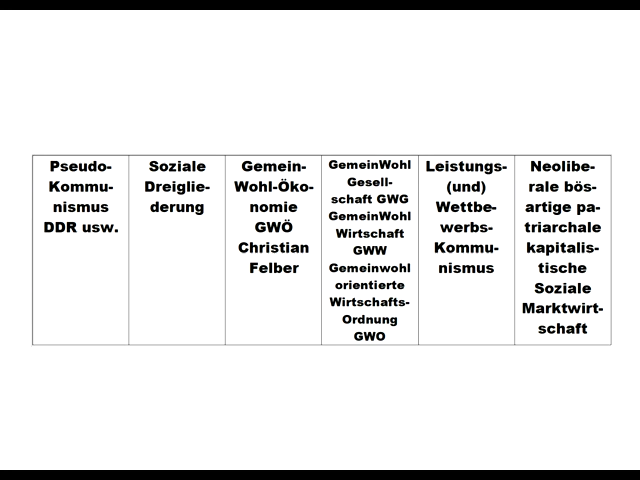 Pseudo-
Kommu-
nismus
DDR usw.
Soziale
Dreiglie-
derung
Gemein-
Wohl-Öko-
nomie
GWÖ
Christian
Felber
GemeinWohl
Gesell-
schaft GWG
GemeinWohl
Wirtschaft
GWW
Gemeinwohl
orientierte
Wirtschafts-
Ordnung
GWO
Leistungs-
(und)
Wettbe-
werbs-
Kommu-
nismus
Neolibe-
rale bös-
artige pa-
triarchale
kapitalis-
tische
Soziale
Marktwirt-
schaft